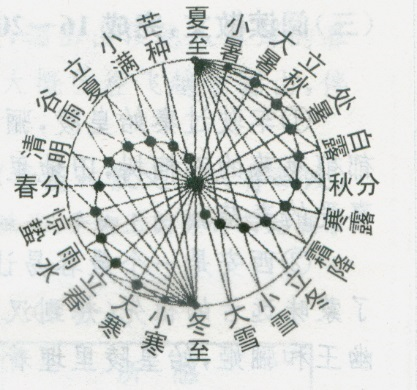 夏至
小暑
大暑
立秋
处暑
白露
秋分
寒露
霜降
立冬
小雪
大雪
冬至
小寒
大寒
立春
雨水
惊蛰
春分
清明
谷雨
立夏
小满
芒种